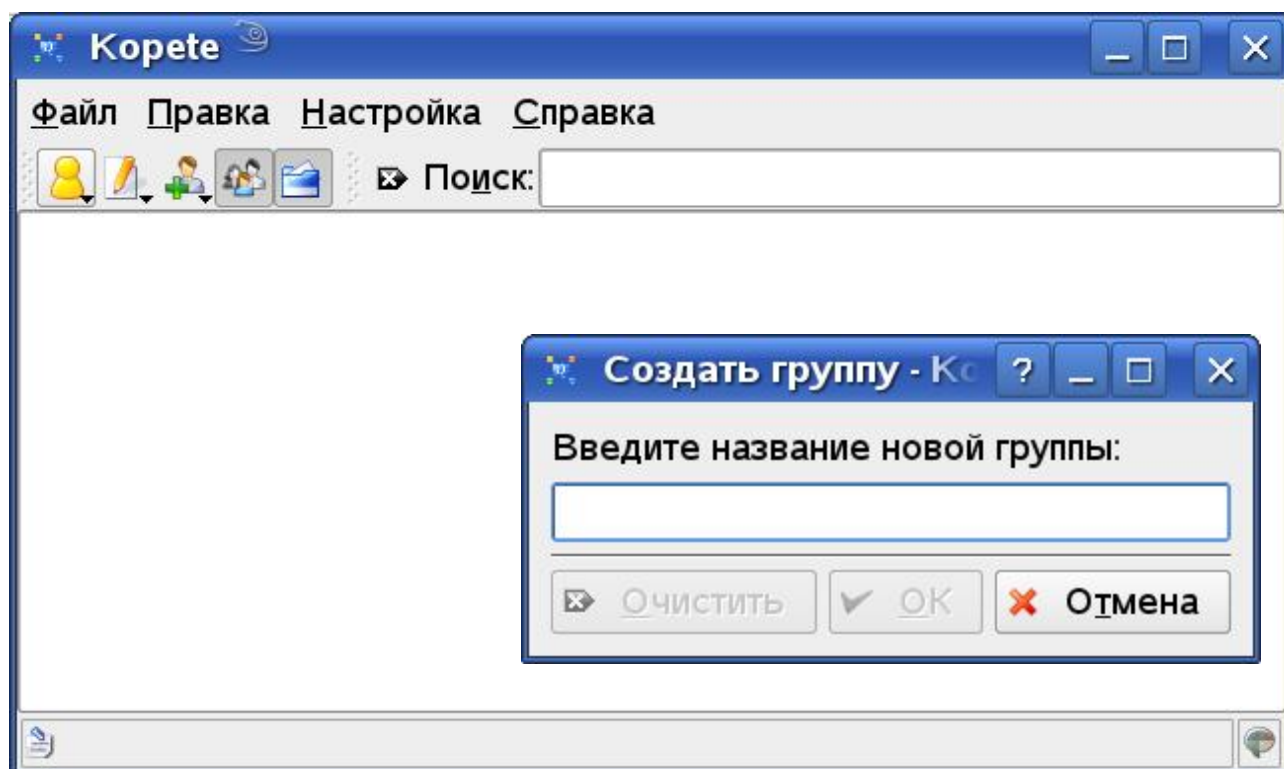 Kopete
Файл Правка Настройка Справка
Поиск:
Создать группу - Ko
Введите название новой группы:
Очистить OK Отмена